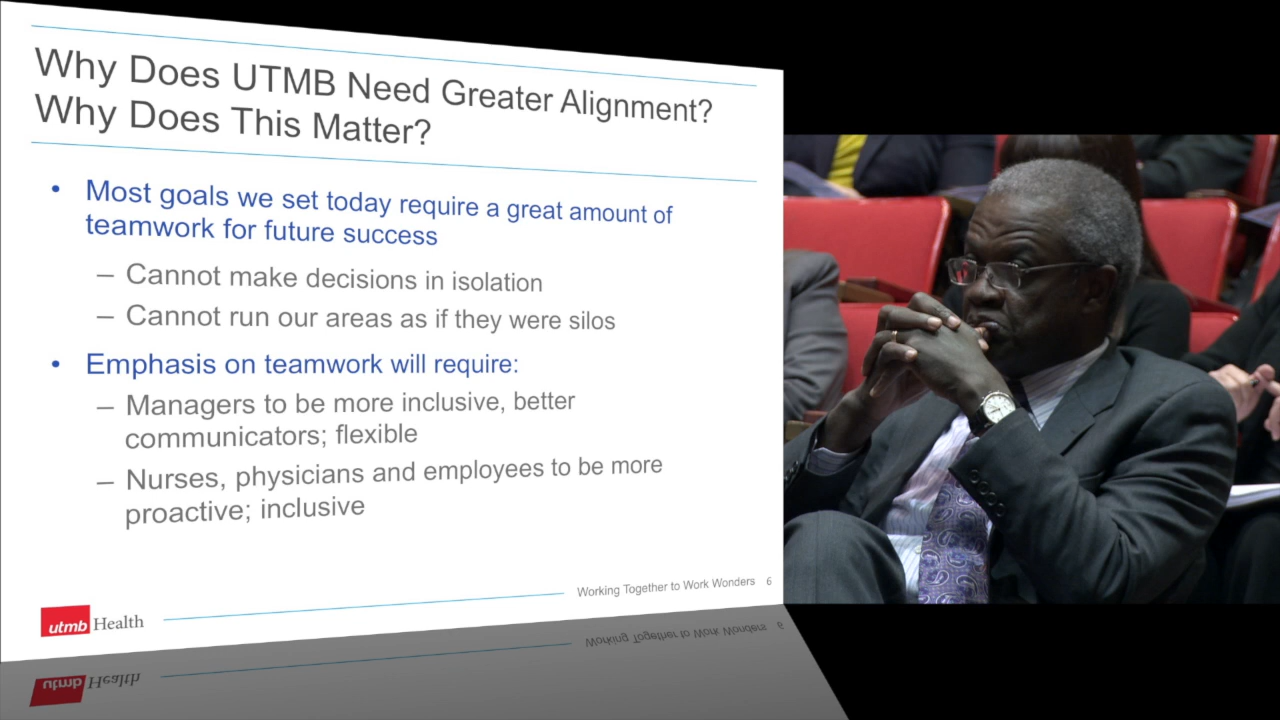 Why Does UTMB Need Greater Alignment?
Why Does This Matter?
• Most goals we set today require a great amount of
teamwork for future success
– Cannot make decisions in isolation
– Cannot run our areas as if they were silos
• Emphasis on teamwork will require:
– Managers to be more inclusive, better
communicators; flexible
– Nurses, physicians and employees to be more
proactive; inclusive
Working Together to Work Wonders 6
utmb Health